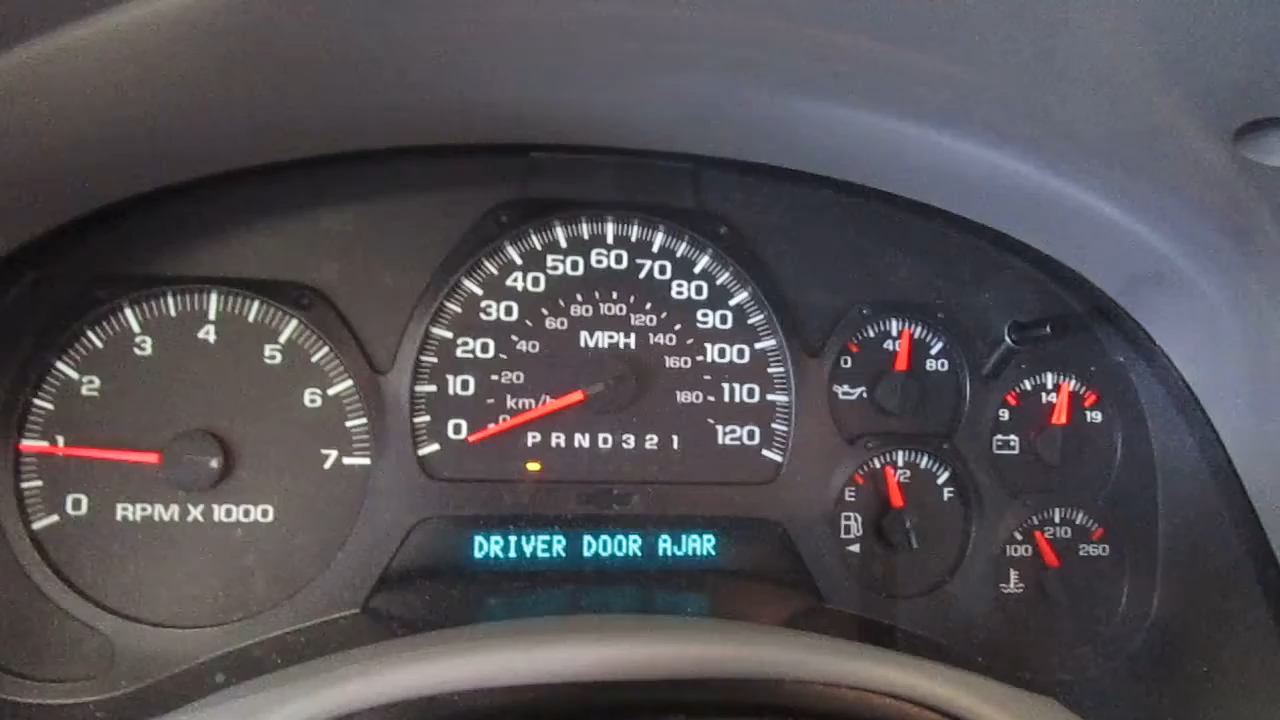 0 1 2 3 4 5 6 7
RPM X 1000
0 10 20 30 40 50 60 70 80 90 100 110 120
MPH
0 20 40 60 80 100 120 140 160 180
km/h
P R N D 3 2 1
DRIVER DOOR AJAR
0 40 80
9 14 19
E 1/2 F
100 210 260